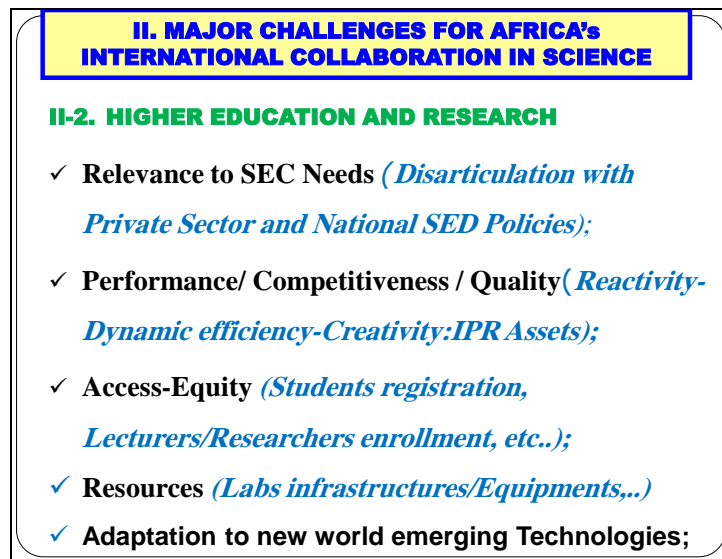 II. MAJOR CHALLENGES FOR AFRICA's
INTERNATIONAL COLLABORATION IN SCIENCE
II-2. HIGHER EDUCATION AND RESEARCH
✓ Relevance to SEC Needs (Disarticulation with
Private Sector and National SED Policies);
✓ Performance/ Competitiveness / Quality(Reactivity-
Dynamic efficiency-Creativity:IPR Assets);
✓ Access-Equity (Students registration,
Lecturers/Researchers enrollment, etc..);
✓ Resources (Labs infrastructures/Equipments,..)
✓ Adaptation to new world emerging Technologies;